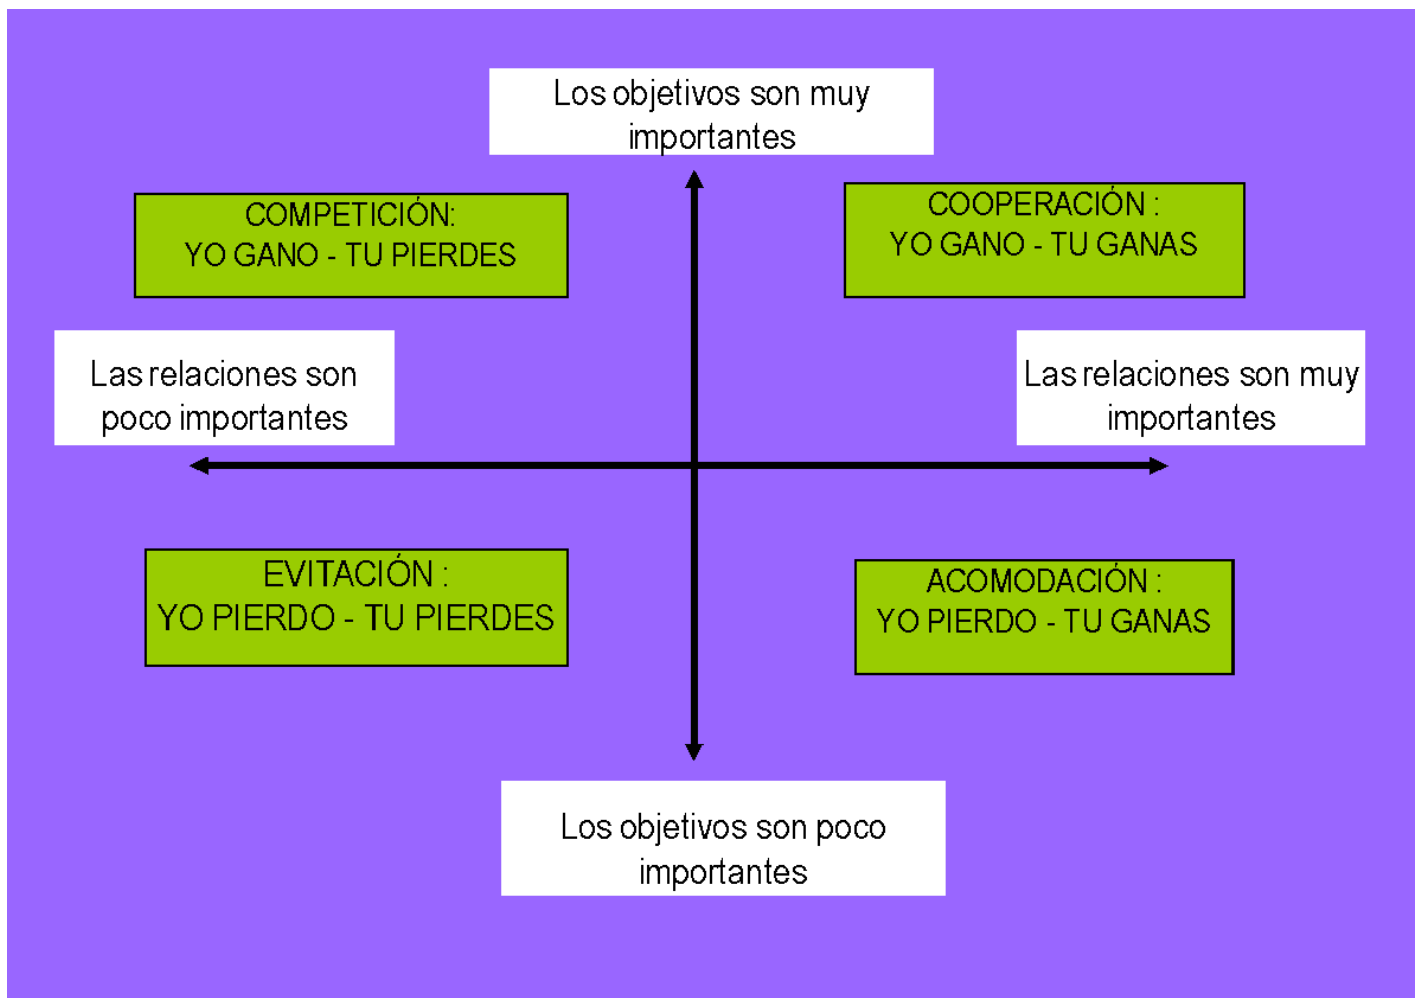 Los objetivos son muy
importantes
COMPETICIÓN:
YO GANO - TU PIERDES
COOPERACIÓN :
YO GANO - TU GANAS
Las relaciones son
poco importantes
Las relaciones son muy
importantes
EVITACIÓN :
YO PIERDO - TU PIERDES
ACOMODACIÓN :
YO PIERDO - TU GANAS
Los objetivos son poco
importantes